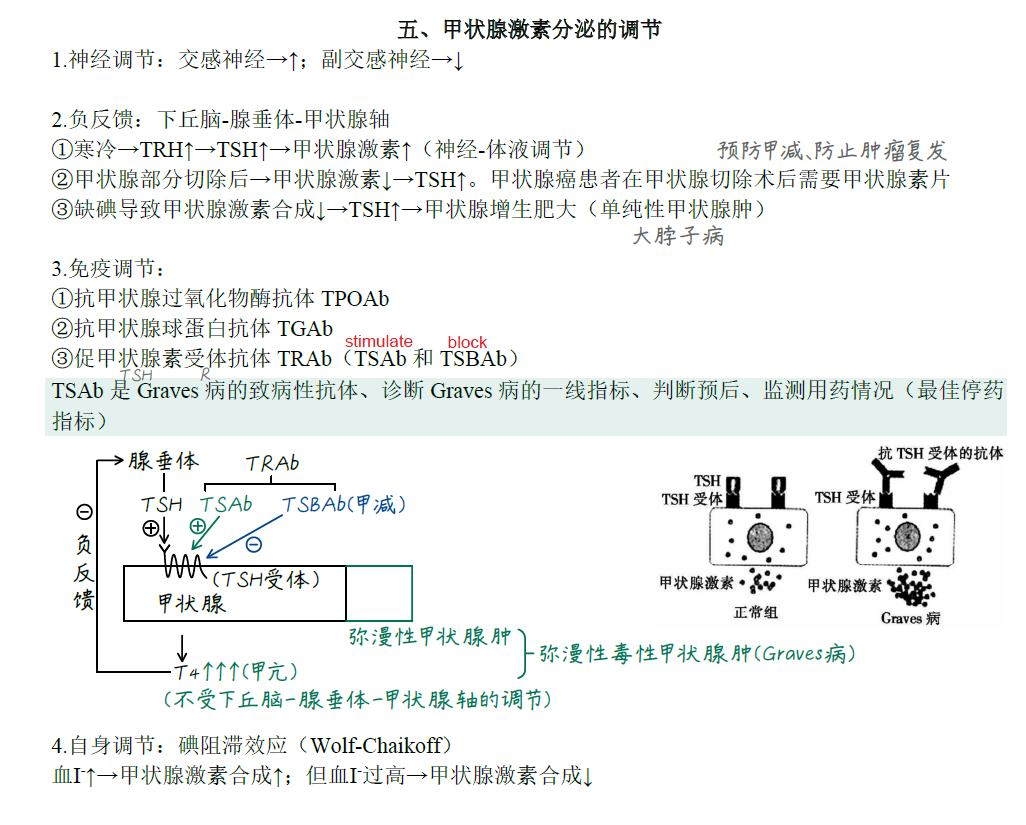 五、甲状腺激素分泌的调节
1.神经调节：交感神经→↑；副交感神经→↓
2.负反馈：下丘脑-腺垂体-甲状腺轴
①寒冷→TRH↑→TSH↑→甲状腺激素↑（神经-体液调节）
预防甲减、防止肿瘤复发
②甲状腺部分切除后→甲状腺激素↓→TSH↑。甲状腺癌患者在甲状腺切除术后需要甲状腺素片
③缺碘导致甲状腺激素合成↓→TSH↑→甲状腺增生肥大（单纯性甲状腺肿）
大脖子病
3.免疫调节：
①抗甲状腺过氧化物酶抗体 TPOAb
②抗甲状腺球蛋白抗体 TGAb
stimulate block
③促甲状腺素受体抗体 TRAb（TSAb 和 TSBAb）
TSH R
TSAb 是 Graves 病的致病性抗体、诊断 Graves 病的一线指标、判断预后、监测用药情况（最佳停药
指标）
腺垂体 TRAb
TSH TSAb TSBAb(甲减)
⊕ ⊕ ⊖
⊖
负反馈
(TSH受体)
甲状腺
弥漫性甲状腺肿
T4↑↑↑(甲亢)
弥漫性毒性甲状腺肿(Graves病)
(不受下丘脑-腺垂体-甲状腺轴的调节)
TSH
TSH 受体
甲状腺激素
正常组
抗 TSH 受体的抗体
TSH 受体
甲状腺激素
Graves 病
4.自身调节：碘阻滞效应（Wolf-Chaikoff）
血I⁻↑→甲状腺激素合成↑；但血I⁻过高→甲状腺激素合成↓